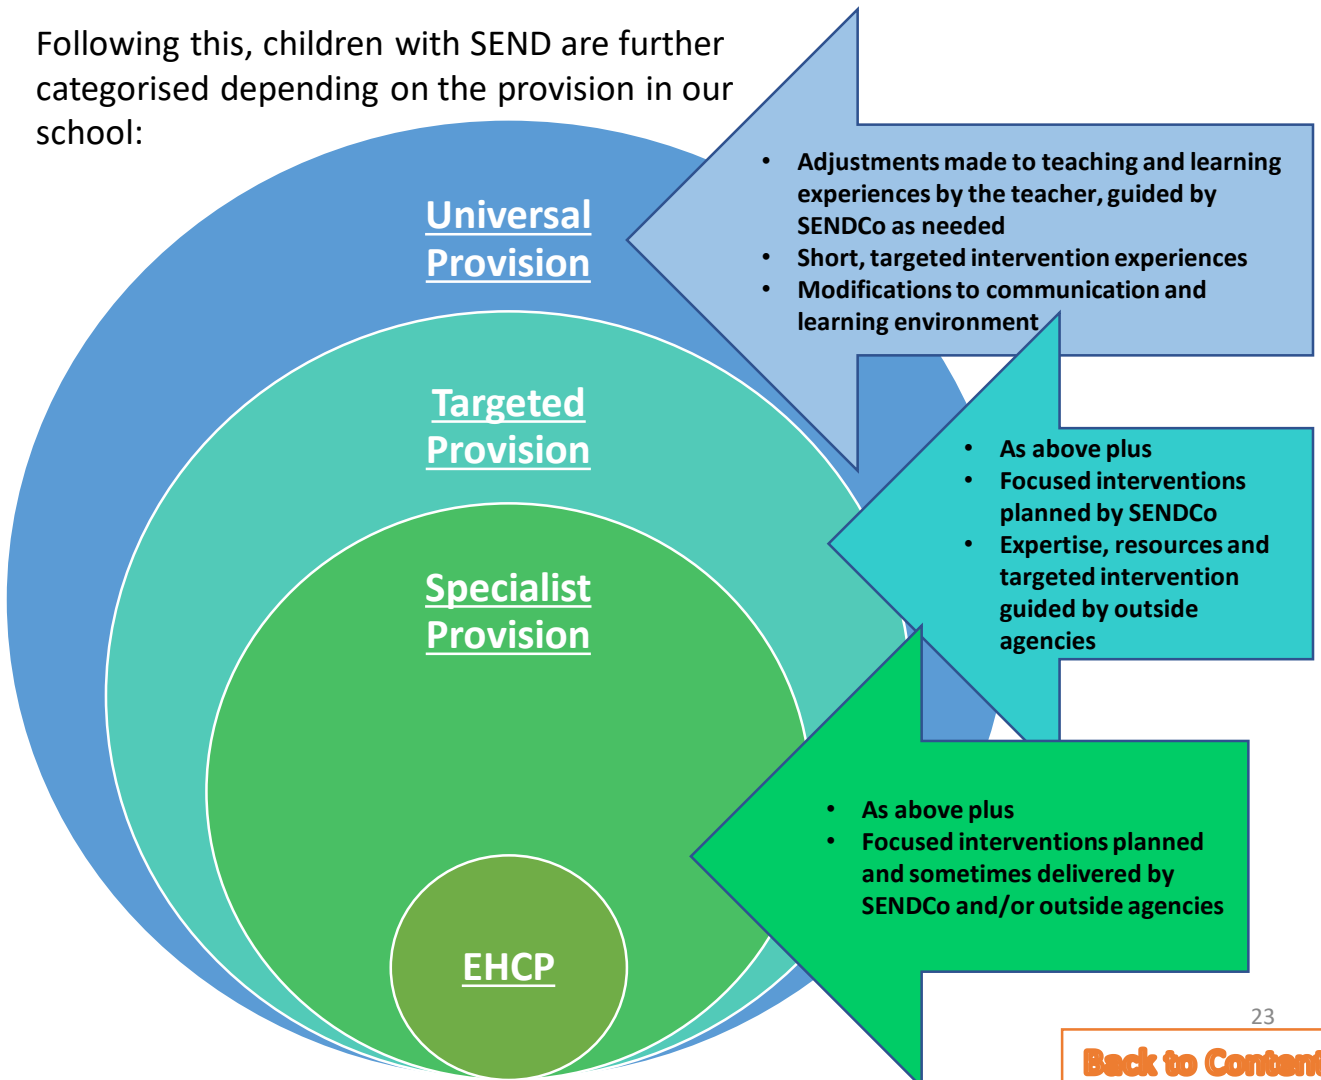 Following this, children with SEND are further
categorised depending on the provision in our
school:
Universal
Provision
• Adjustments made to teaching and learning
experiences by the teacher, guided by
SENDCo as needed
• Short, targeted intervention experiences
• Modifications to communication and
learning environment
Targeted
Provision
• As above plus
• Focused interventions
planned by SENDCo
• Expertise, resources and
targeted intervention
guided by outside
agencies
Specialist
Provision
• As above plus
• Focused interventions planned
and sometimes delivered by
SENDCo and/or outside agencies
EHCP
23
Back to Content